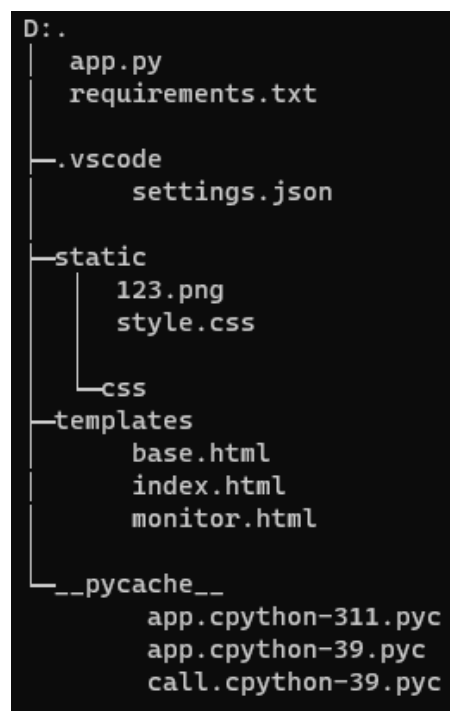 D:.
app.py
requirements.txt
.vscode
settings.json
static
123.png
style.css
css
templates
base.html
index.html
monitor.html
__pycache__
app.cpython-311.pyc
app.cpython-39.pyc
call.cpython-39.pyc